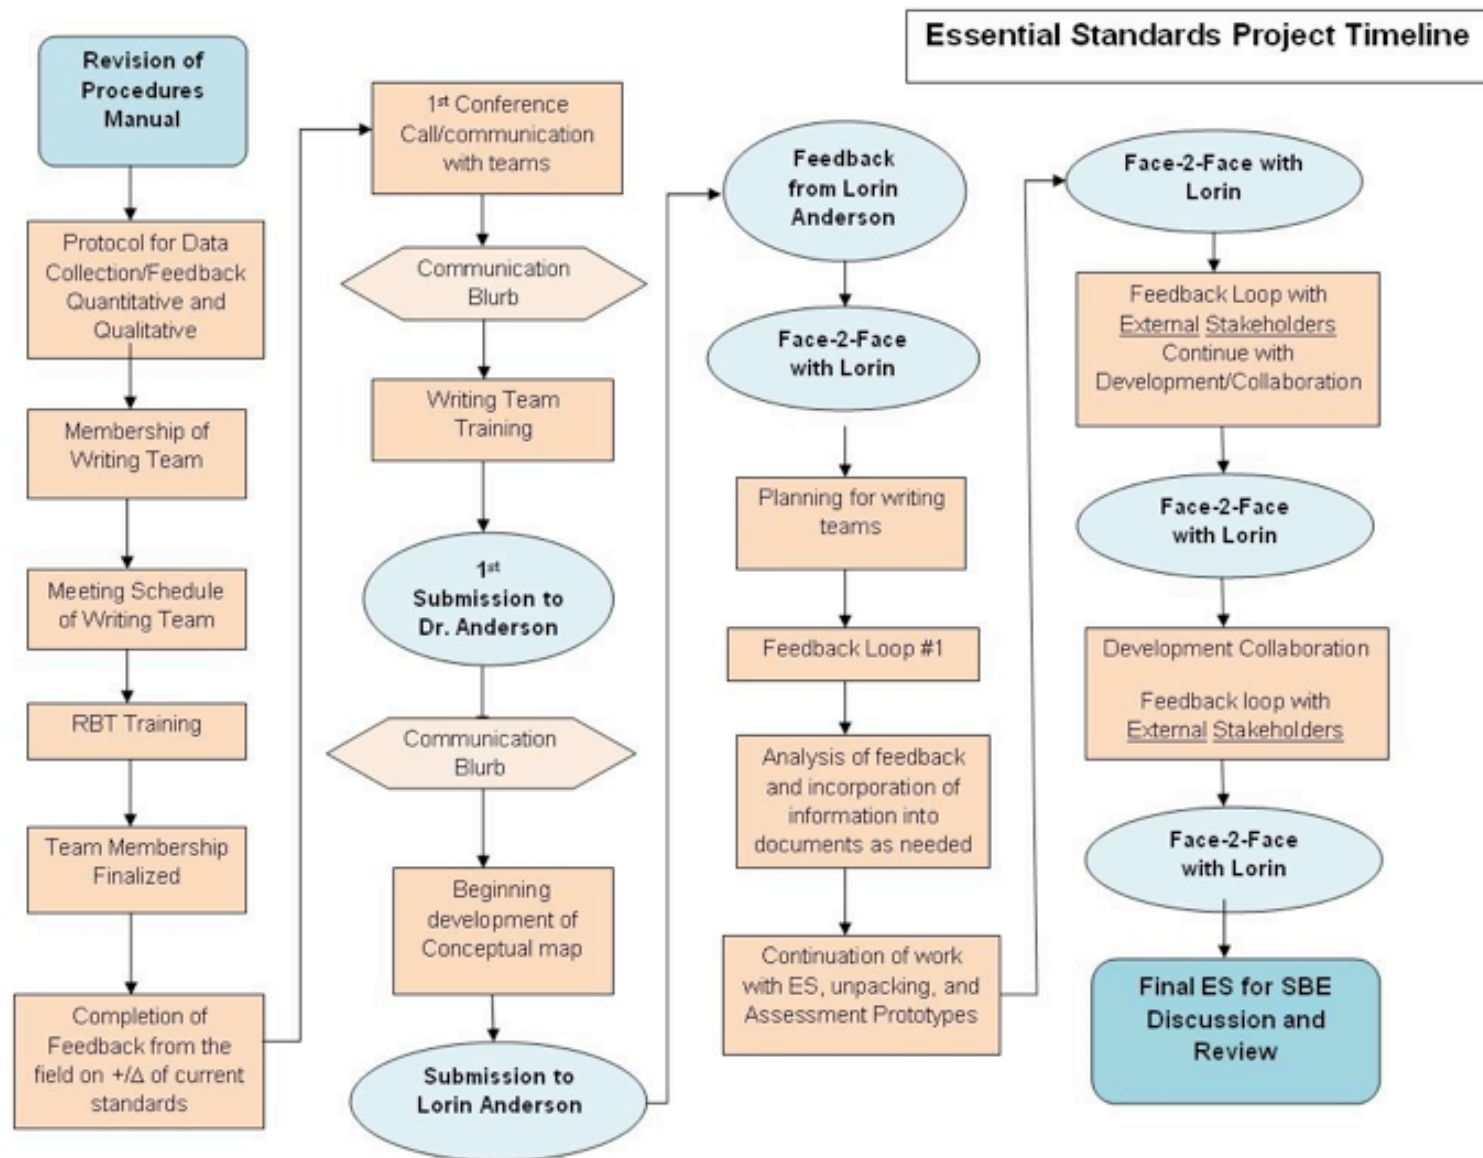 Essential Standards Project Timeline
Revision of
Procedures
Manual
Protocol for Data
Collection/Feedback
Quantitative and
Qualitative
Membership of
Writing Team
Meeting Schedule
of Writing Team
RBT Training
Team Membership
Finalized
Completion of
Feedback from the
field on +/Δ of current
standards
1st Conference
Call/communication
with teams
Communication
Blurb
Writing Team
Training
1st
Submission to
Dr. Anderson
Communication
Blurb
Beginning
development of
Conceptual map
Submission to
Lorin Anderson
Feedback
from Lorin
Anderson
Face-2-Face
with Lorin
Planning for writing
teams
Feedback Loop #1
Analysis of feedback
and incorporation of
information into
documents as needed
Continuation of work
with ES, unpacking, and
Assessment Prototypes
Face-2-Face with
Lorin
Feedback Loop with
External Stakeholders
Continue with
Development/Collaboration
Face-2-Face
with Lorin
Development Collaboration
Feedback loop with
External Stakeholders
Face-2-Face
with Lorin
Final ES for SBE
Discussion and
Review